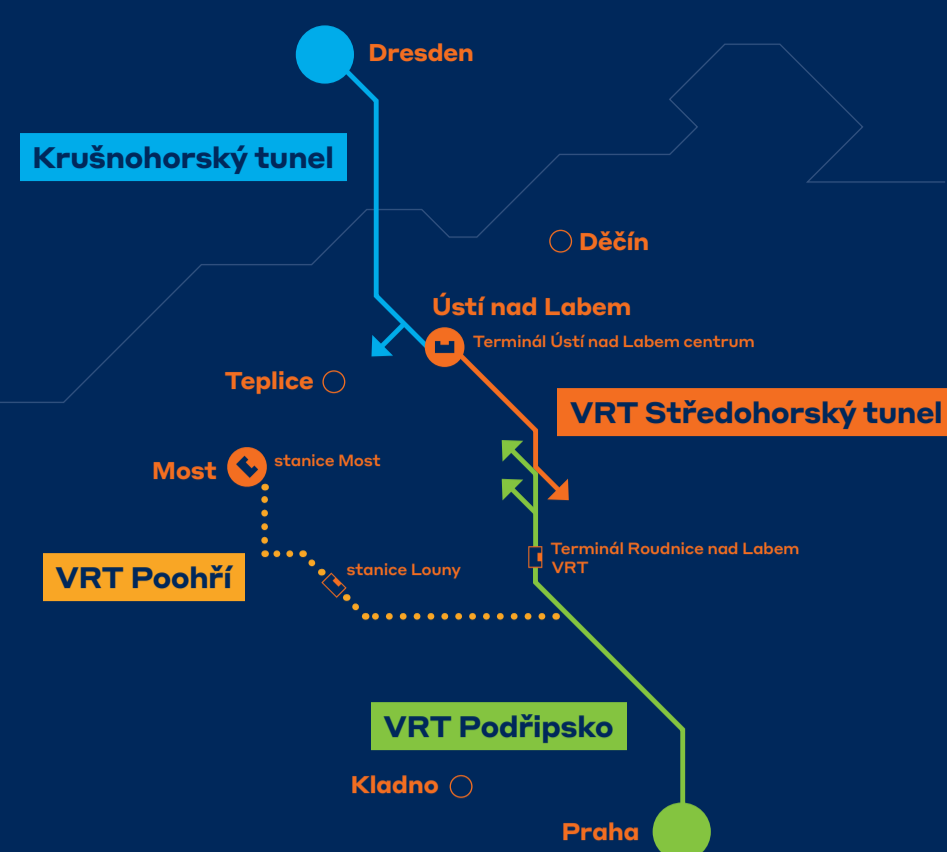 Dresden
Krušnohorský tunel
Děčín
Ústí nad Labem
Terminál Ústí nad Labem centrum
Teplice
VRT Středohorský tunel
Most
stanice Most
Terminál Roudnice nad Labem
VRT
VRT Poohří
stanice Louny
VRT Podřipsko
Kladno
Praha